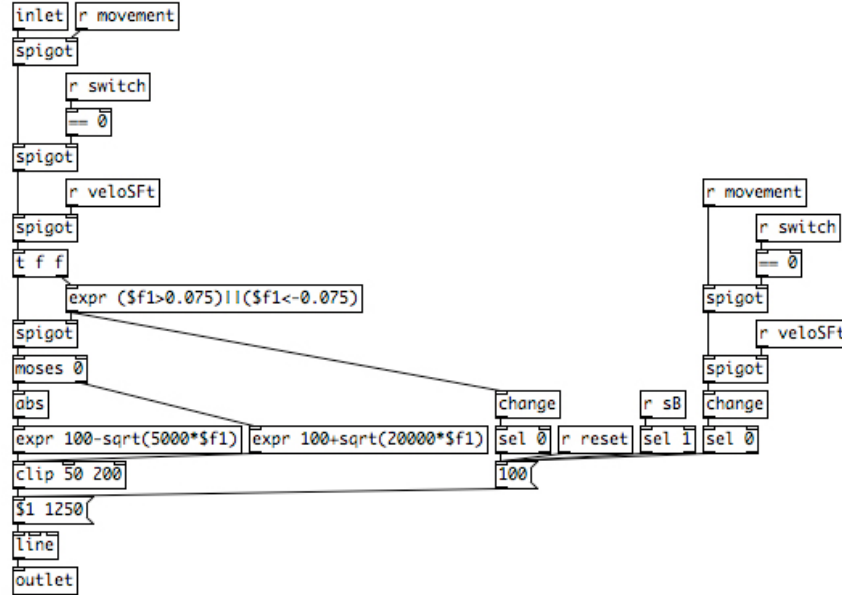 inlet r movement
spigot
r switch
== 0
spigot
r veloSFt r movement
spigot r switch
t f f == 0
expr ($f1>0.075)||($f1<-0.075) spigot
spigot r veloSFt
moses 0 spigot
abs change r sB change
expr 100-sqrt(5000*$f1) expr 100+sqrt(20000*$f1) sel 0 r reset sel 1 sel 0
clip 50 200 100
$1 1250
line
outlet